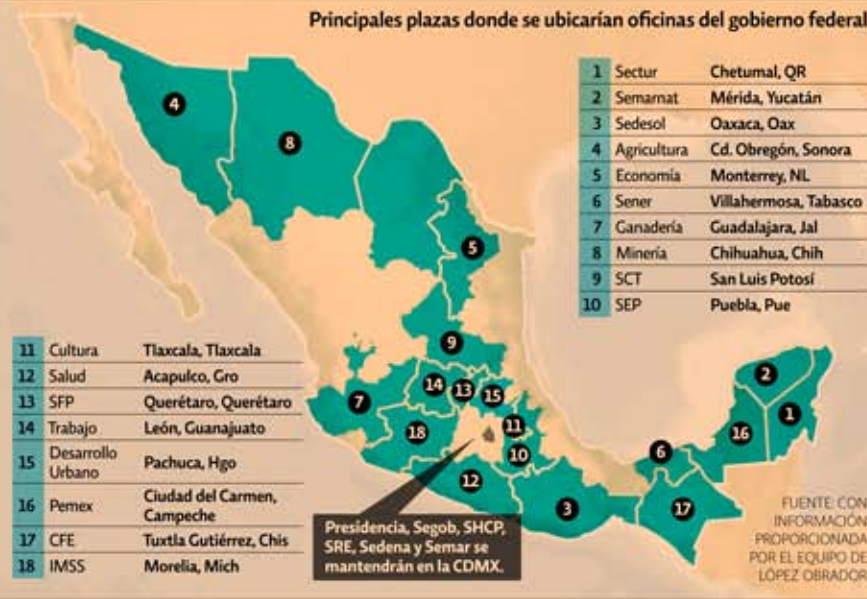 Principales plazas donde se ubicarían oficinas del gobierno federal
1 Sectur Chetumal, QR
2 Semarnat Mérida, Yucatán
3 Sedesol Oaxaca, Oax
4 Agricultura Cd. Obregón, Sonora
5 Economía Monterrey, NL
6 Sener Villahermosa, Tabasco
7 Ganadería Guadalajara, Jal
8 Minería Chihuahua, Chih
9 SCT San Luis Potosí
10 SEP Puebla, Pue
11 Cultura Tlaxcala, Tlaxcala
12 Salud Acapulco, Gro
13 SFP Querétaro, Querétaro
14 Trabajo León, Guanajuato
15 Desarrollo
Urbano Pachuca, Hgo
16 Pemex Ciudad del Carmen,
Campeche
17 CFE Tuxtla Gutiérrez, Chis
18 IMSS Morelia, Mich
4
8
5
9
14
13
15
7
18
11
10
12
3
6
17
2
16
1
Presidencia, Segob, SHCP,
SRE, Sedena y Semar se
mantendrán en la CDMX.
FUENTE: CON
INFORMACIÓN
PROPORCIONADA
POR EL EQUIPO DE
LÓPEZ OBRADOR